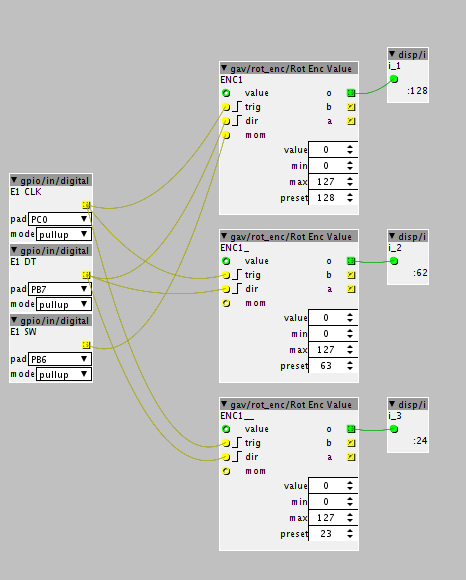 gpio/in/digital
E1 CLK
pad PC0
mode pullup
gpio/in/digital
E1 DT
pad PB7
mode pullup
gpio/in/digital
E1 SW
pad PB6
mode pullup
gav/rot_enc/Rot Enc Value
ENC1
value o
trig b
dir a
mom
value 0
min 0
max 127
preset 128
gav/rot_enc/Rot Enc Value
ENC1_
value o
trig b
dir a
mom
value 0
min 0
max 127
preset 63
gav/rot_enc/Rot Enc Value
ENC1__
value o
trig b
dir a
mom
value 0
min 0
max 127
preset 23
disp/i
i_1
:128
disp/i
i_2
:62
disp/i
i_3
:24